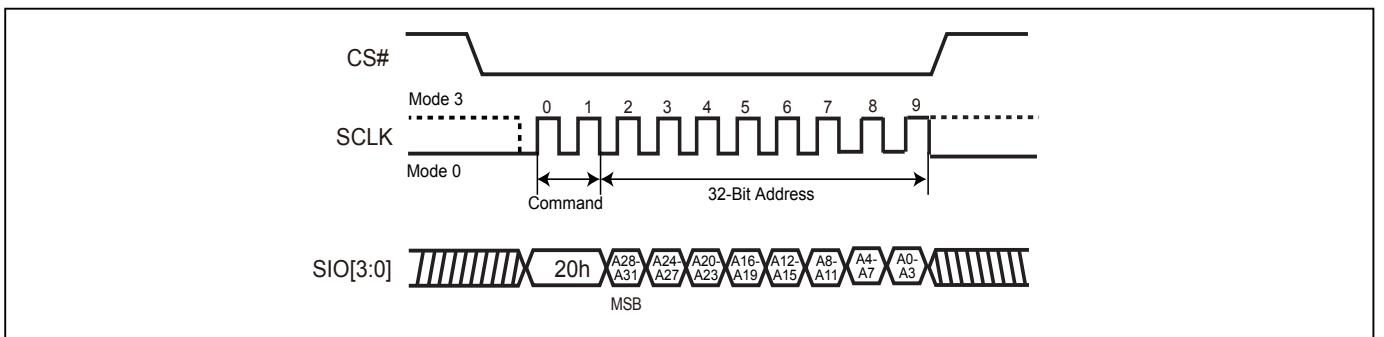 CS#
Mode 3
0 1 2 3 4 5 6 7 8 9
SCLK
Mode 0
Command
32-Bit Address
SIO[3:0]
20h
A28-
A31
A24-
A27
A20-
A23
A16-
A19
A12-
A15
A8-
A11
A4-
A7
A0-
A3
MSB